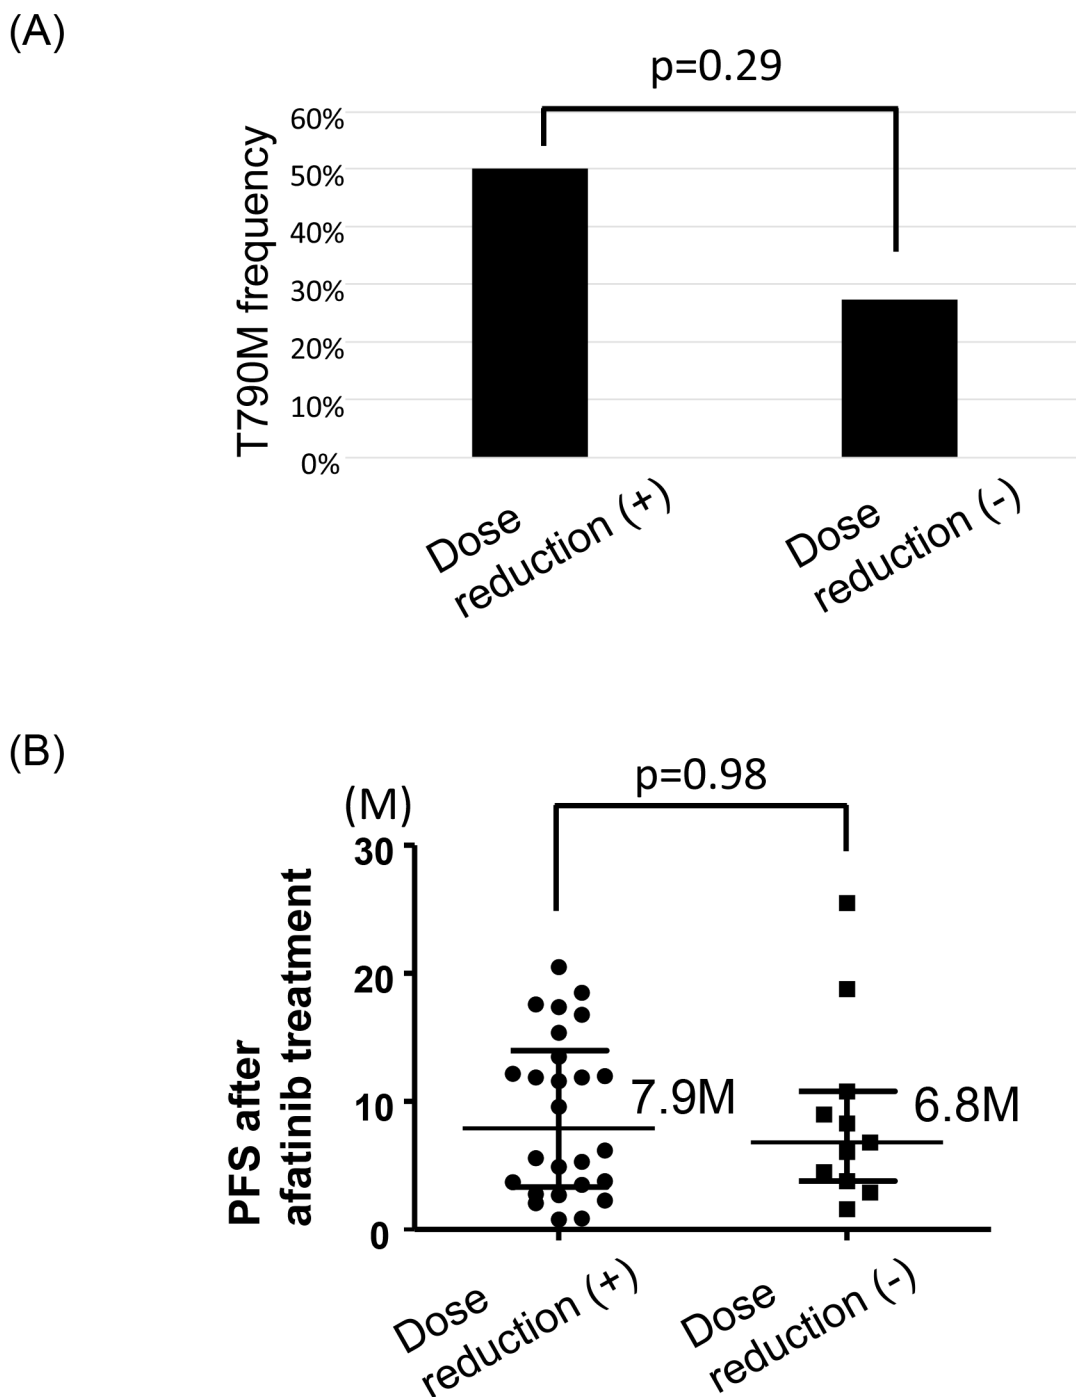 (A)
p=0.29
T790M frequency
60%
50%
40%
30%
20%
10%
0%
Dose
reduction (+)
Dose
reduction (-)
(B)
p=0.98
(M)
PFS after
afatinib treatment
30
20
10
0
7.9M
6.8M
Dose
reduction (+)
Dose
reduction (-)